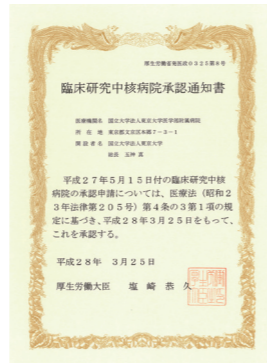 厚生労働省発医政0325第8号
臨床研究中核病院承認通知書
医療機関名 国立大学法人東京大学医学部附属病院
所在地 東京都文京区本郷7-3-1
開設者名 国立大学法人東京大学
総長 五神 真
平成27年5月15日付の臨床研究中核
病院の承認申請については、医療法（昭和2
3年法律第205号）第4条の3第1項の規
定に基づき、平成28年3月25日をもって、
これを承認する。
平成28年 3月25日
厚生労働大臣 塩崎恭久